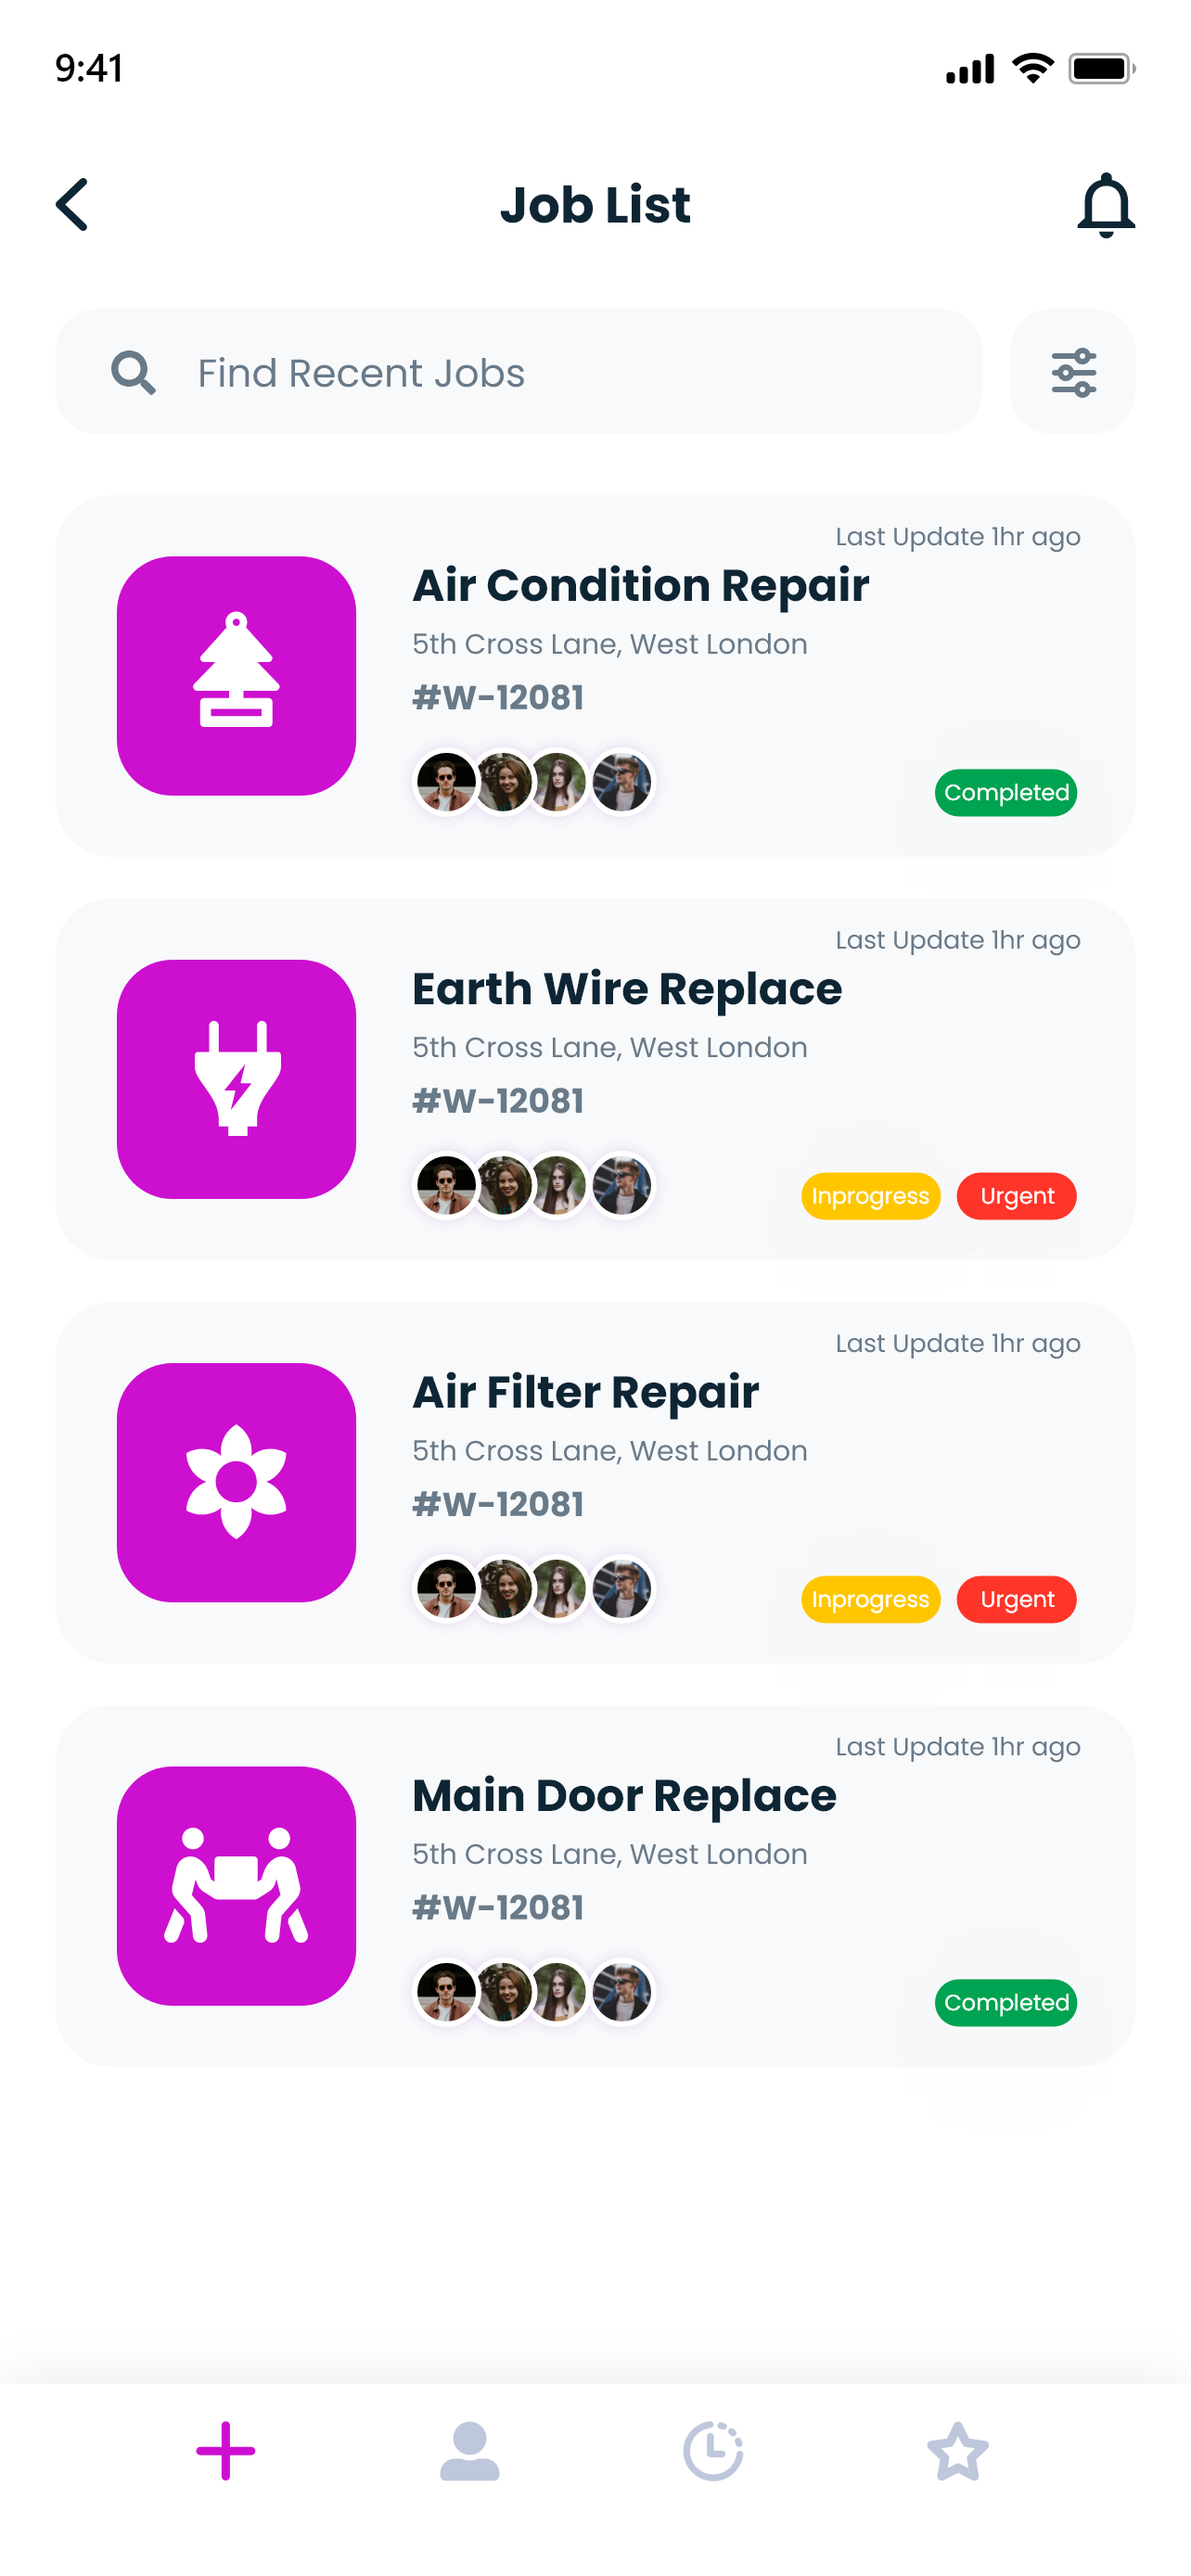 9:41
Job List
Find Recent Jobs
Last Update 1hr ago
Air Condition Repair
5th Cross Lane, West London
#W-12081
Completed
Last Update 1hr ago
Earth Wire Replace
5th Cross Lane, West London
#W-12081
Inprogress Urgent
Last Update 1hr ago
Air Filter Repair
5th Cross Lane, West London
#W-12081
Inprogress Urgent
Last Update 1hr ago
Main Door Replace
5th Cross Lane, West London
#W-12081
Completed